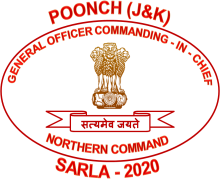 POONCH (J&K)
GENERAL OFFICER COMMANDING - IN - CHIEF
सत्यमेव जयते
NORTHERN COMMAND
SARLA - 2020